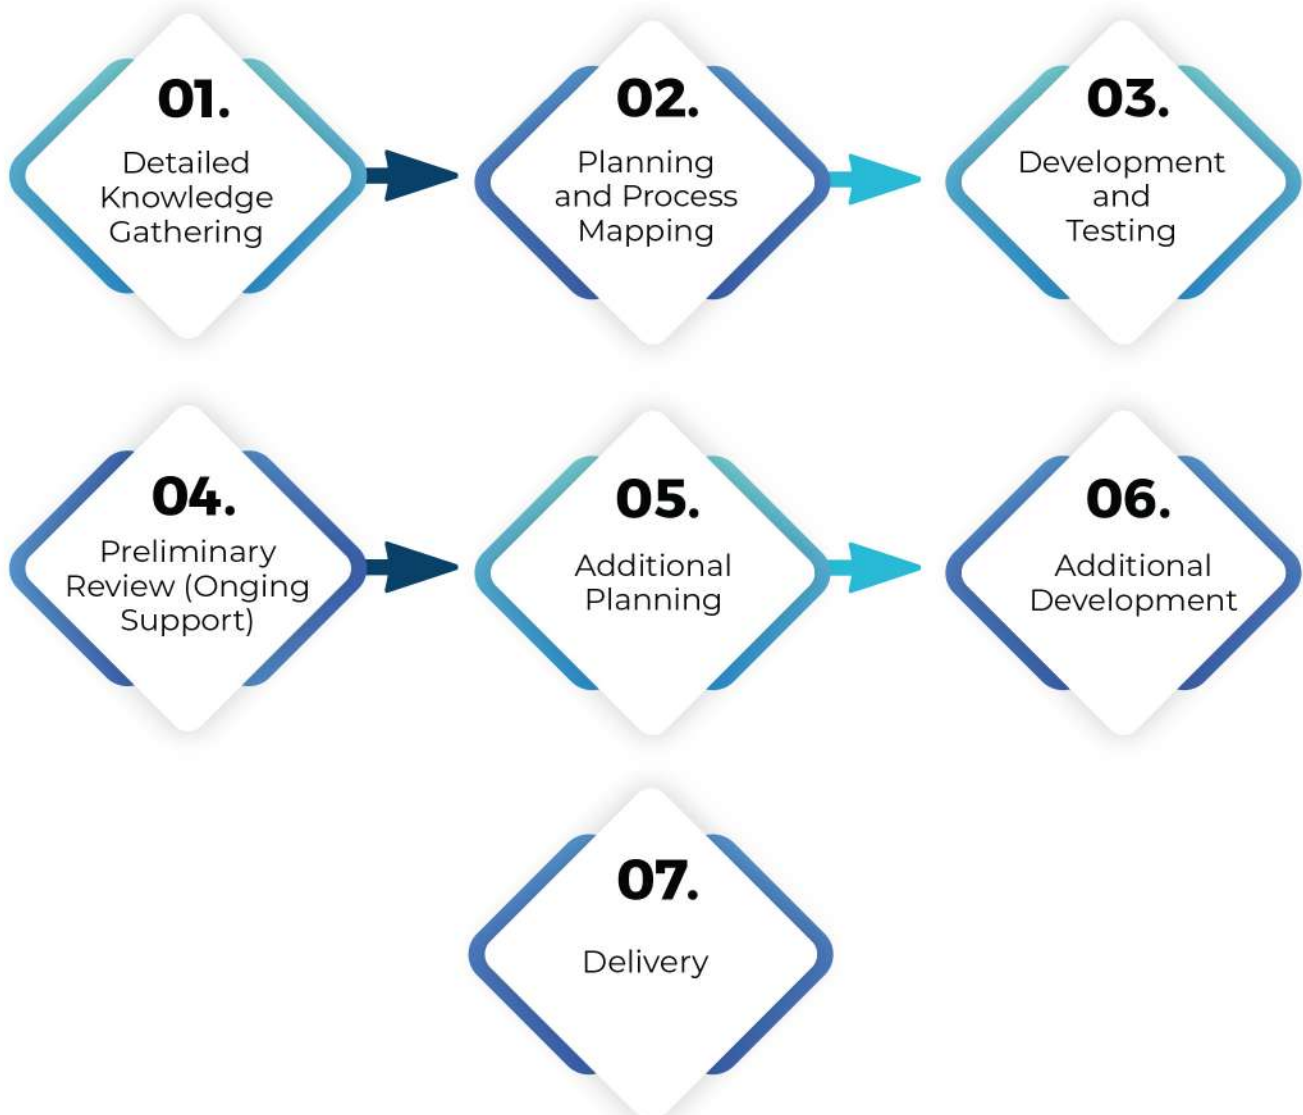 01.
Detailed
Knowledge
Gathering
02.
Planning
and Process
Mapping
03.
Development
and
Testing
04.
Preliminary
Review (Onging
Support)
05.
Additional
Planning
06.
Additional
Development
07.
Delivery